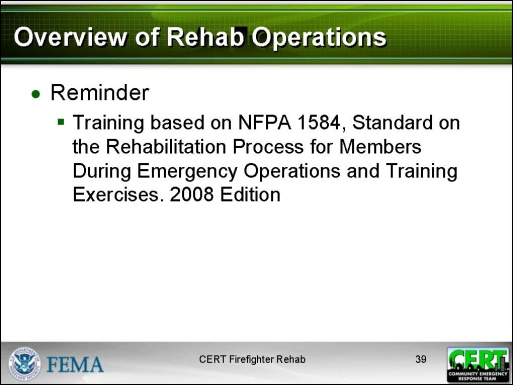 Overview of Rehab Operations
Reminder
Training based on NFPA 1584, Standard on
the Rehabilitation Process for Members
During Emergency Operations and Training
Exercises. 2008 Edition
FEMA
CERT Firefighter Rehab
39
CERT
COMMUNITY EMERGENCY
RESPONSE TEAM